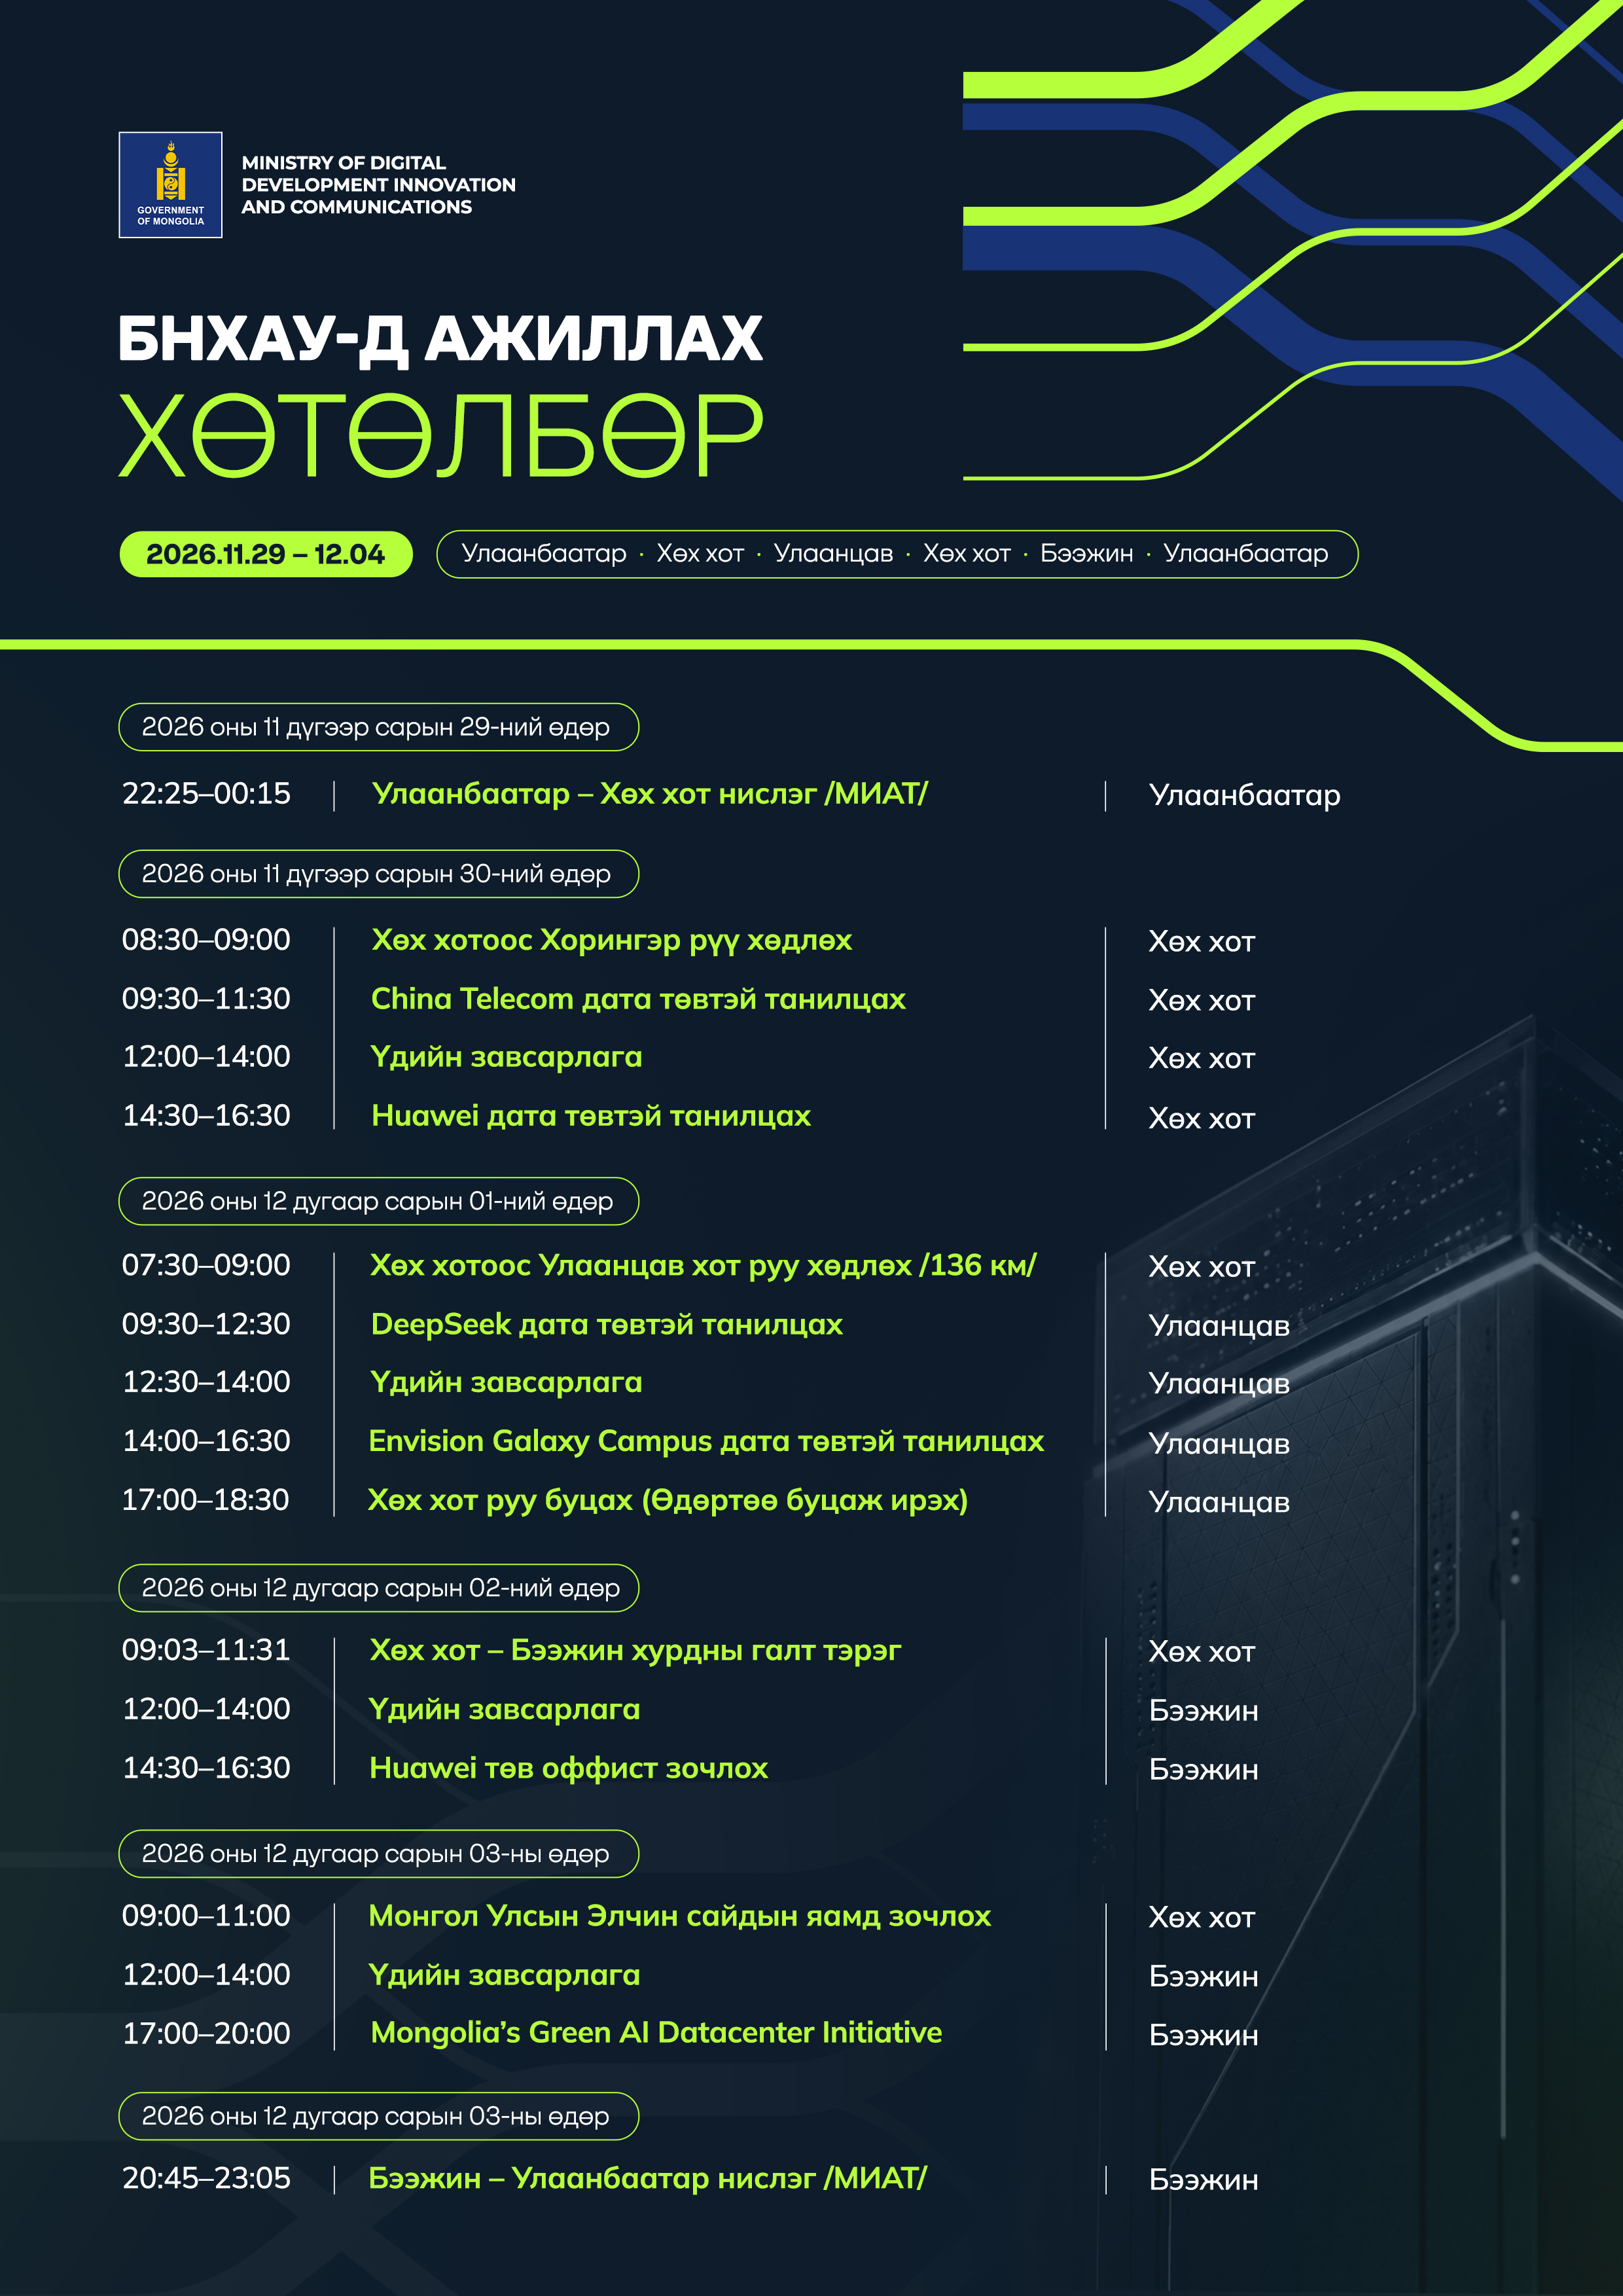 GOVERNMENT
OF MONGOLIA
MINISTRY OF DIGITAL
DEVELOPMENT INNOVATION
AND COMMUNICATIONS
БНХАУ-Д АЖИЛЛАХ
ХӨТӨЛБӨР
2026.11.29 – 12.04
Улаанбаатар · Хөх хот · Улаанцав · Хөх хот · Бээжин · Улаанбаатар
2026 оны 11 дүгээр сарын 29-ний өдөр
22:25–00:15 Улаанбаатар – Хөх хот нислэг /МИАТ/ Улаанбаатар
2026 оны 11 дүгээр сарын 30-ний өдөр
08:30–09:00 Хөх хотоос Хорингэр рүү хөдлөх Хөх хот
09:30–11:30 China Telecom дата төвтэй танилцах Хөх хот
12:00–14:00 Үдийн завсарлага Хөх хот
14:30–16:30 Huawei дата төвтэй танилцах Хөх хот
2026 оны 12 дугаар сарын 01-ний өдөр
07:30–09:00 Хөх хотоос Улаанцав хот руу хөдлөх /136 км/ Хөх хот
09:30–12:30 DeepSeek дата төвтэй танилцах Улаанцав
12:30–14:00 Үдийн завсарлага Улаанцав
14:00–16:30 Envision Galaxy Campus дата төвтэй танилцах Улаанцав
17:00–18:30 Хөх хот руу буцах (Өдөртөө буцаж ирэх) Улаанцав
2026 оны 12 дугаар сарын 02-ний өдөр
09:03–11:31 Хөх хот – Бээжин хурдны галт тэрэг Хөх хот
12:00–14:00 Үдийн завсарлага Бээжин
14:30–16:30 Huawei төв оффист зочлох Бээжин
2026 оны 12 дугаар сарын 03-ны өдөр
09:00–11:00 Монгол Улсын Элчин сайдын яамд зочлох Хөх хот
12:00–14:00 Үдийн завсарлага Бээжин
17:00–20:00 Mongolia’s Green AI Datacenter Initiative Бээжин
2026 оны 12 дугаар сарын 03-ны өдөр
20:45–23:05 Бээжин – Улаанбаатар нислэг /МИАТ/ Бээжин